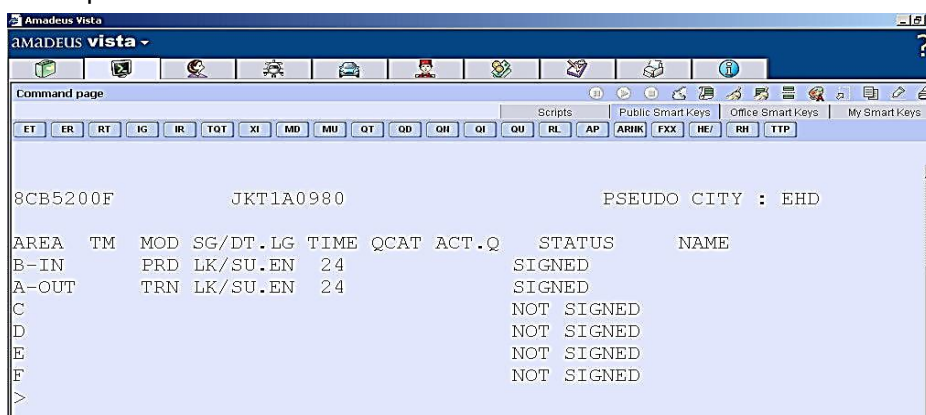 Amadeus Vista
aMaDEUS vista
?
Command page
Scripts Public Smart Keys Office Smart Keys My Smart Keys
ET ER RT IG IR TQT XI MD MU QT QD QN QI QU RL AP ARNK FXX HE/ RH TTP
8CB5200F JKT1A0980 PSEUDO CITY : EHD
AREA TM MOD SG/DT.LG TIME QCAT ACT.Q STATUS NAME
B-IN PRD LK/SU.EN 24 SIGNED
A-OUT TRN LK/SU.EN 24 SIGNED
C NOT SIGNED
D NOT SIGNED
E NOT SIGNED
F NOT SIGNED
>